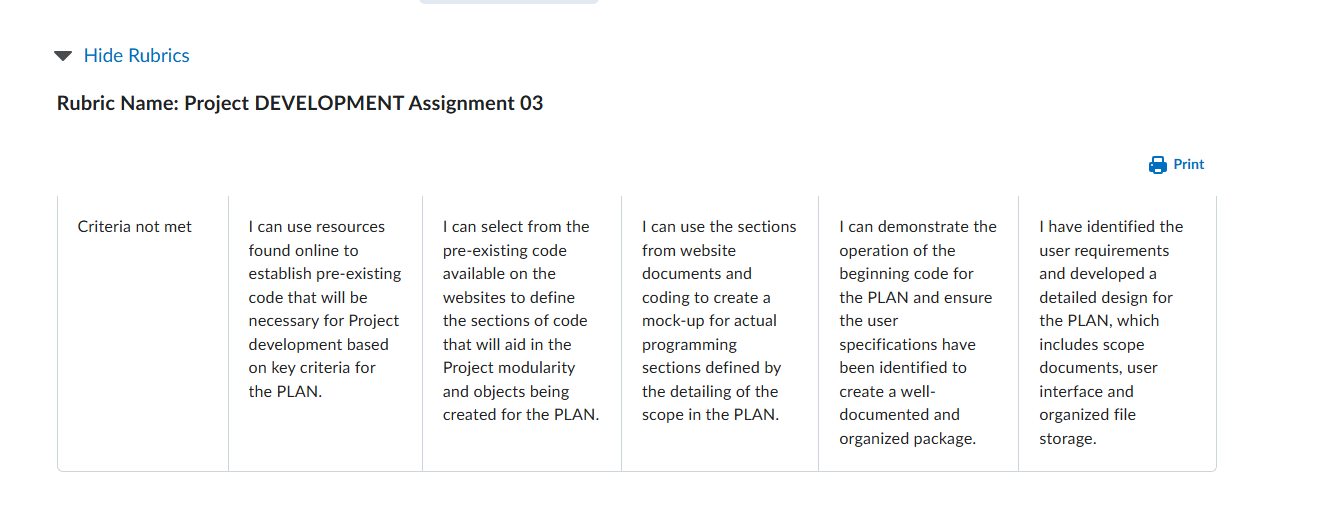 Hide Rubrics
Rubric Name: Project DEVELOPMENT Assignment 03
Print
Criteria not met
I can use resources
found online to
establish pre-existing
code that will be
necessary for Project
development based
on key criteria for
the PLAN.
I can select from the
pre-existing code
available on the
websites to define
the sections of code
that will aid in the
Project modularity
and objects being
created for the PLAN.
I can use the sections
from website
documents and
coding to create a
mock-up for actual
programming
sections defined by
the detailing of the
scope in the PLAN.
I can demonstrate the
operation of the
beginning code for
the PLAN and ensure
the user
specifications have
been identified to
create a well-
documented and
organized package.
I have identified the
user requirements
and developed a
detailed design for
the PLAN, which
includes scope
documents, user
interface and
organized file
storage.